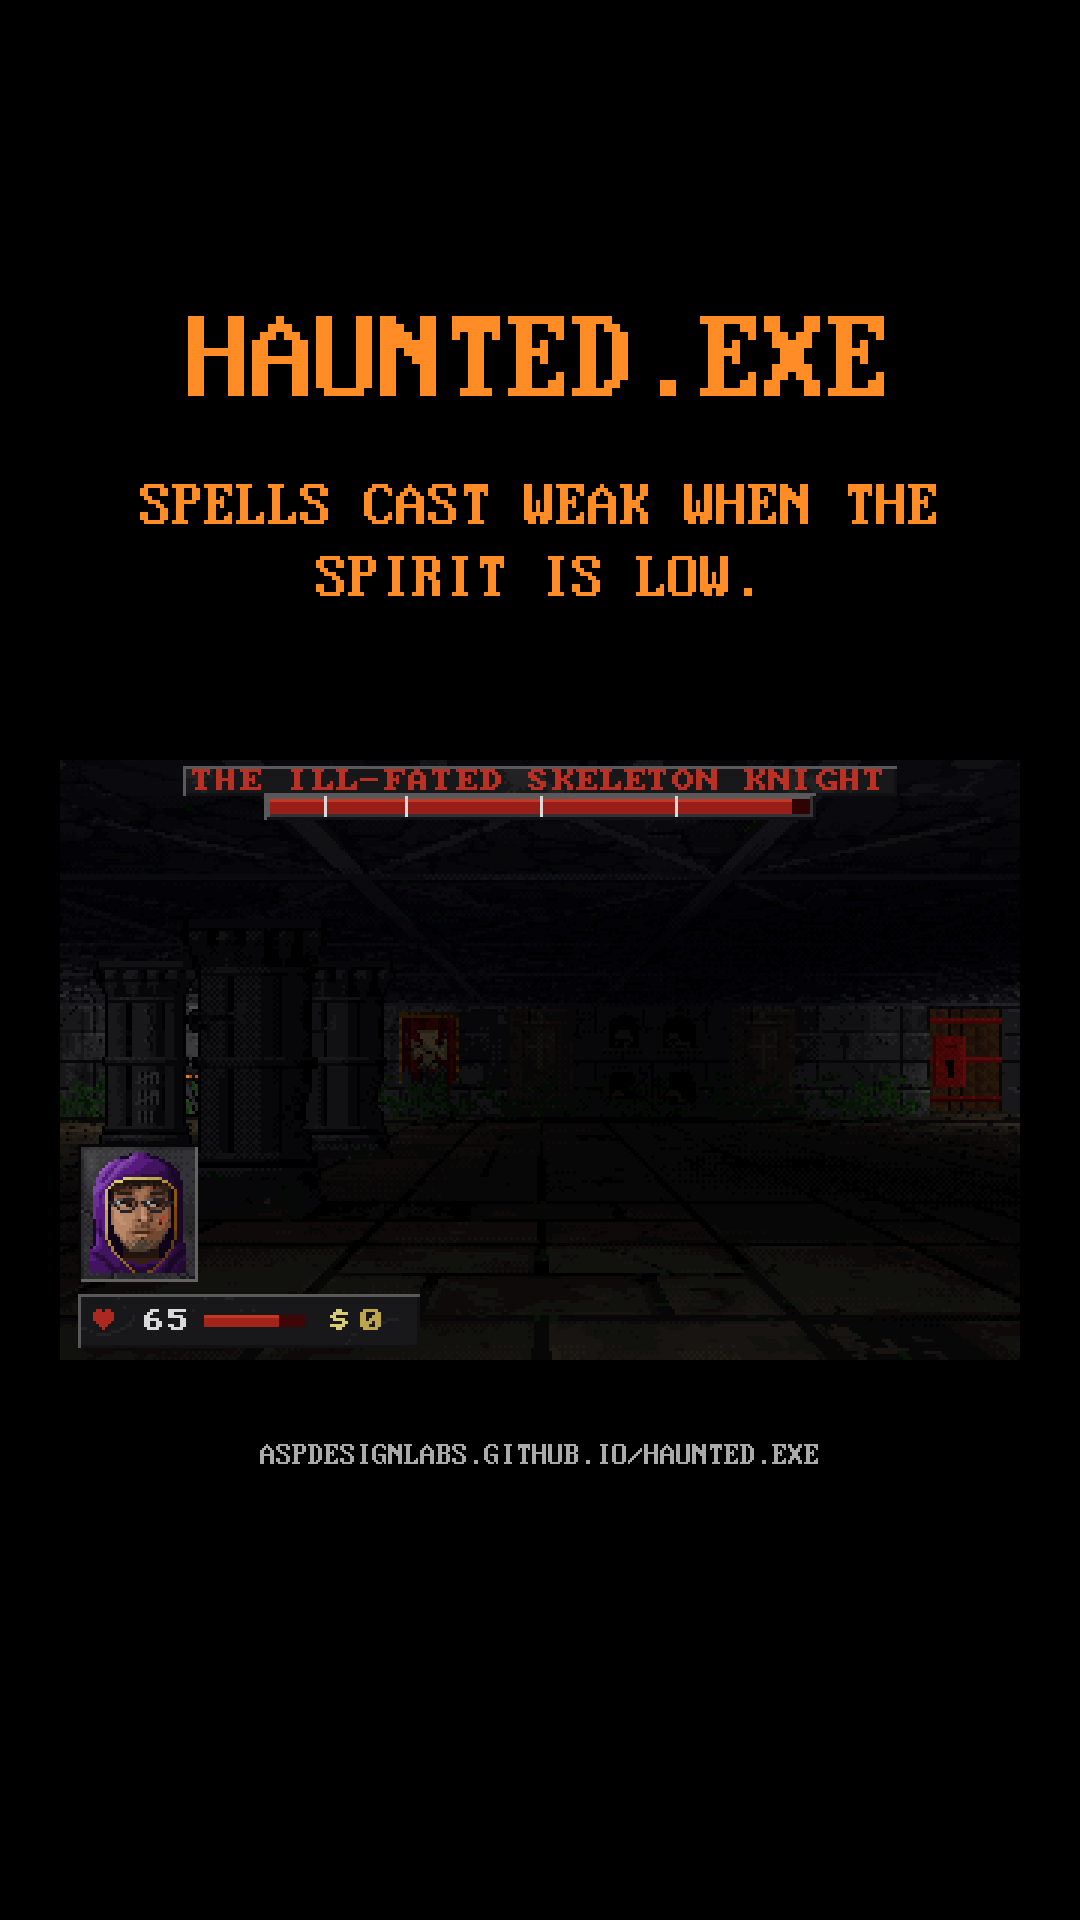 HAUNTED.EXE
SPELLS CAST WEAK WHEN THE
SPIRIT IS LOW.
THE ILL-FATED SKELETON KNIGHT
65 $ 0
ASPDESIGNLABS.GITHUB.IO/HAUNTED.EXE